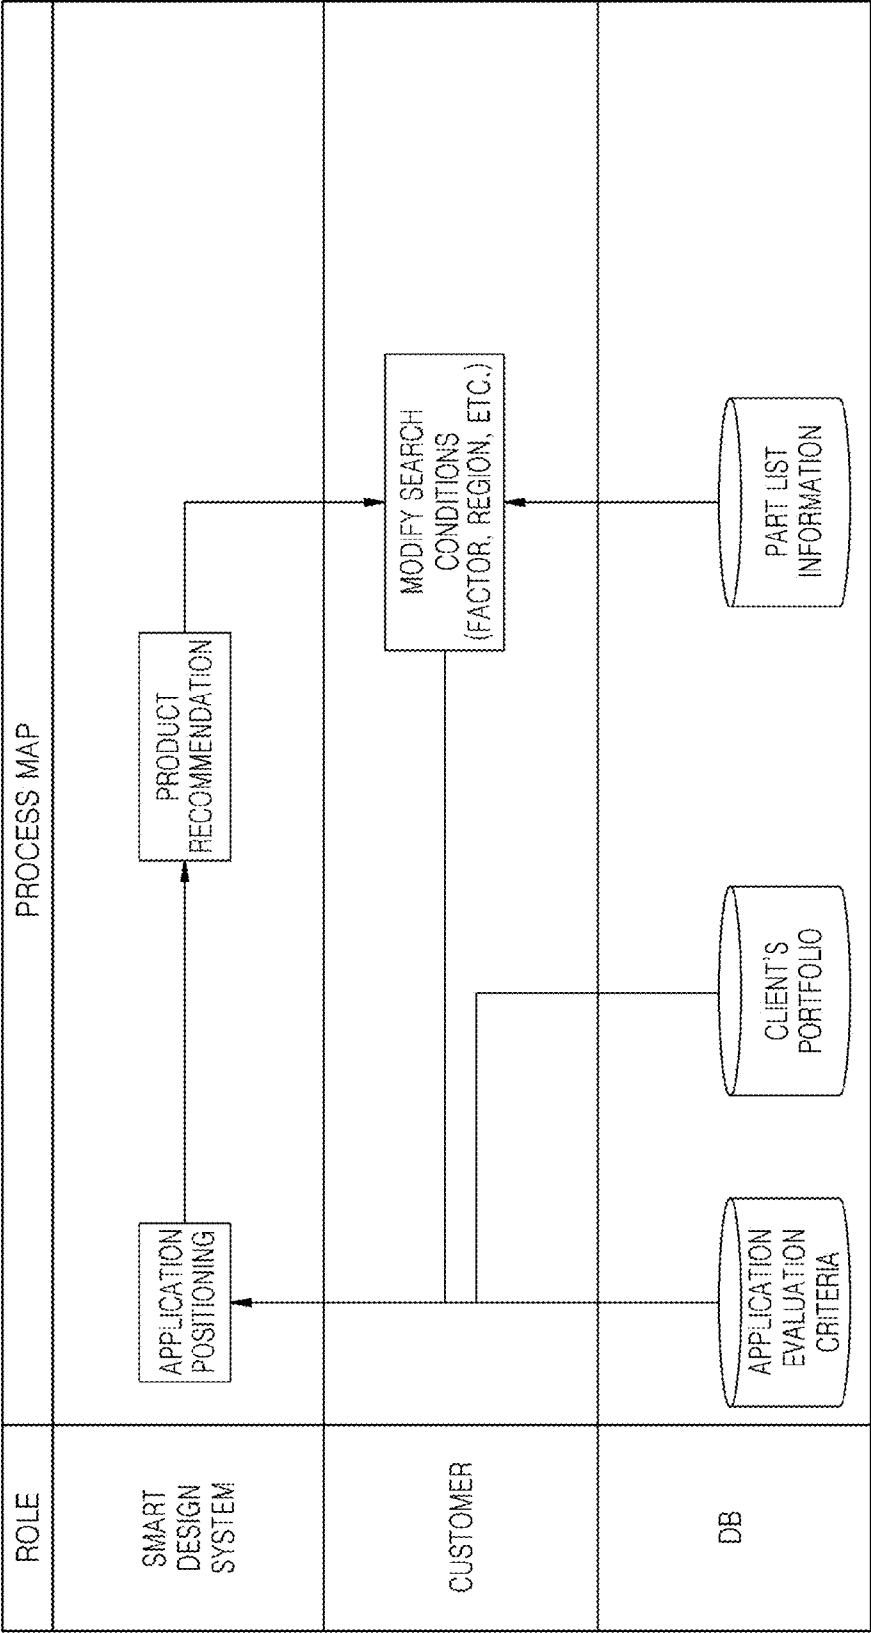 ROLE
PROCESS MAP
SMART
DESIGN
SYSTEM
APPLICATION
POSITIONING
PRODUCT
RECOMMENDATION
CUSTOMER
MODIFY SEARCH
CONDITIONS
(FACTOR, REGION, ETC.)
DB
APPLICATION
EVALUATION
CRITERIA
CLIENT'S
PORTFOLIO
PART LIST
INFORMATION